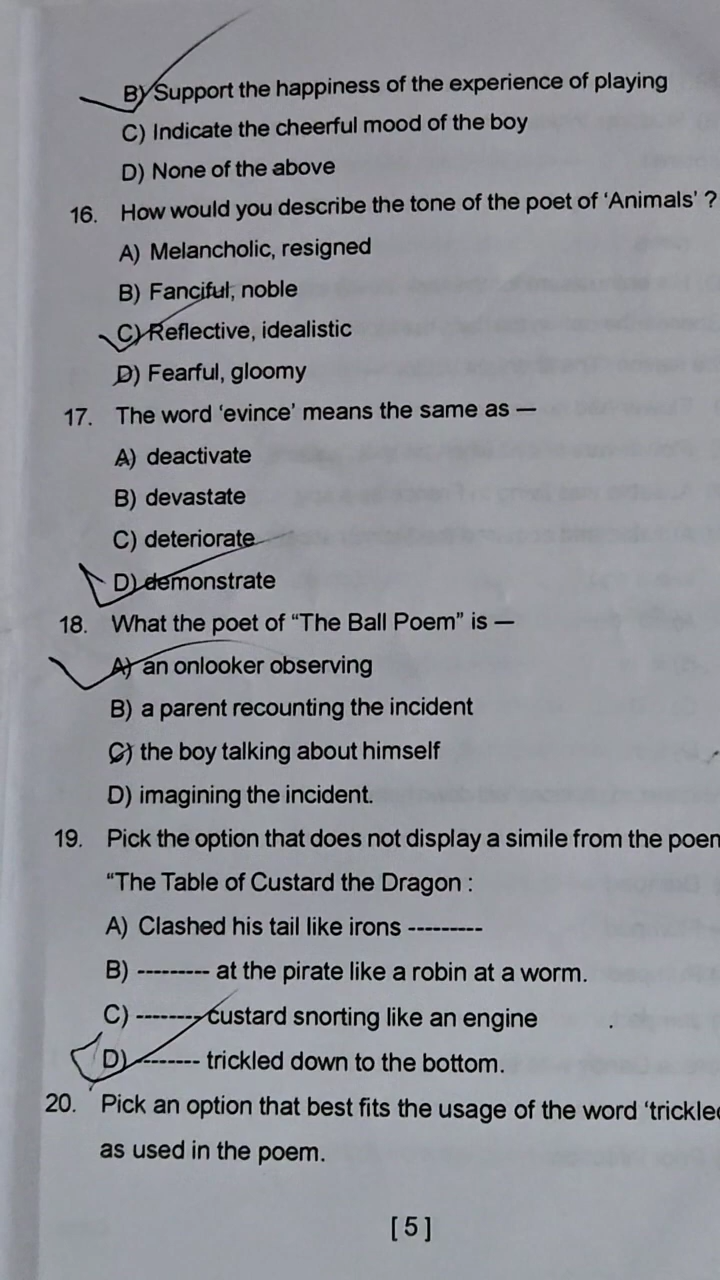 B) Support the happiness of the experience of playing
C) Indicate the cheerful mood of the boy
D) None of the above
16. How would you describe the tone of the poet of 'Animals' ?
A) Melancholic, resigned
B) Fanciful, noble
C) Reflective, idealistic
D) Fearful, gloomy
17. The word 'evince' means the same as —
A) deactivate
B) devastate
C) deteriorate
D) demonstrate
18. What the poet of “The Ball Poem” is —
A) an onlooker observing
B) a parent recounting the incident
C) the boy talking about himself
D) imagining the incident.
19. Pick the option that does not display a simile from the
“The Table of Custard the Dragon :
A) Clashed his tail like irons ---------
B) --------- at the pirate like a robin at a worm.
C) -------- custard snorting like an engine
D) -------- trickled down to the bottom.
20. Pick an option that best fits the usage of the word
as used in the poem.
[ 5 ]